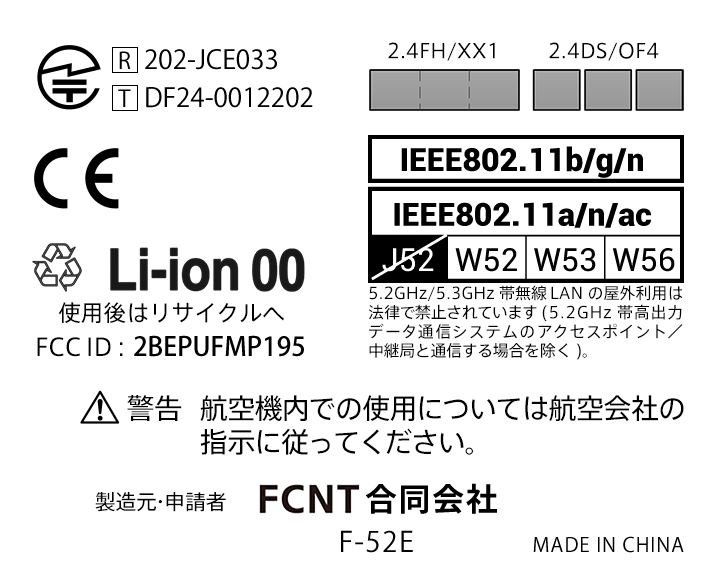 R 202-JCE033
T DF24-0012202
2.4FH/XX1 2.4DS/OF4
CE
IEEE802.11b/g/n
IEEE802.11a/n/ac
J52 W52 W53 W56
5.2GHz/5.3GHz 帯無線 LAN の屋外利用は
法律で禁止されています (5.2GHz 帯高出力
データ通信システムのアクセスポイント／
中継局と通信する場合を除く )。
Li-ion 00
使用後はリサイクルへ
FCC ID : 2BEPUFMP195
警告 航空機内での使用については航空会社の
指示に従ってください。
製造元・申請者 FCNT 合同会社
F-52E
MADE IN CHINA